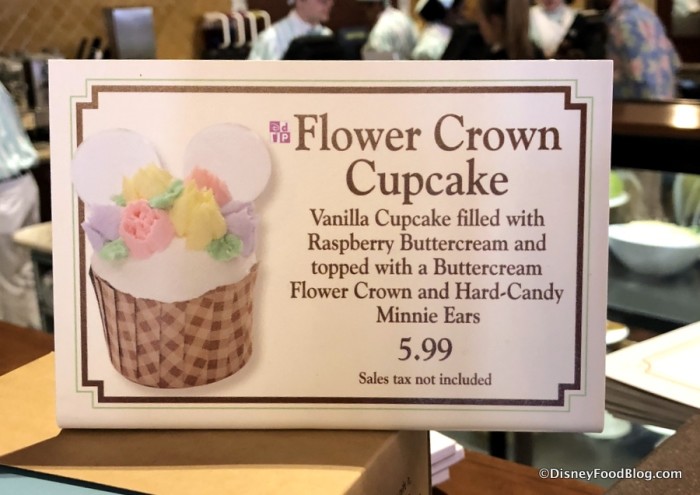 Flower Crown
Cupcake
Vanilla Cupcake filled with
Raspberry Buttercream and
topped with a Buttercream
Flower Crown and Hard-Candy
Minnie Ears
5.99
Sales tax not included
©DisneyFoodBlog.com